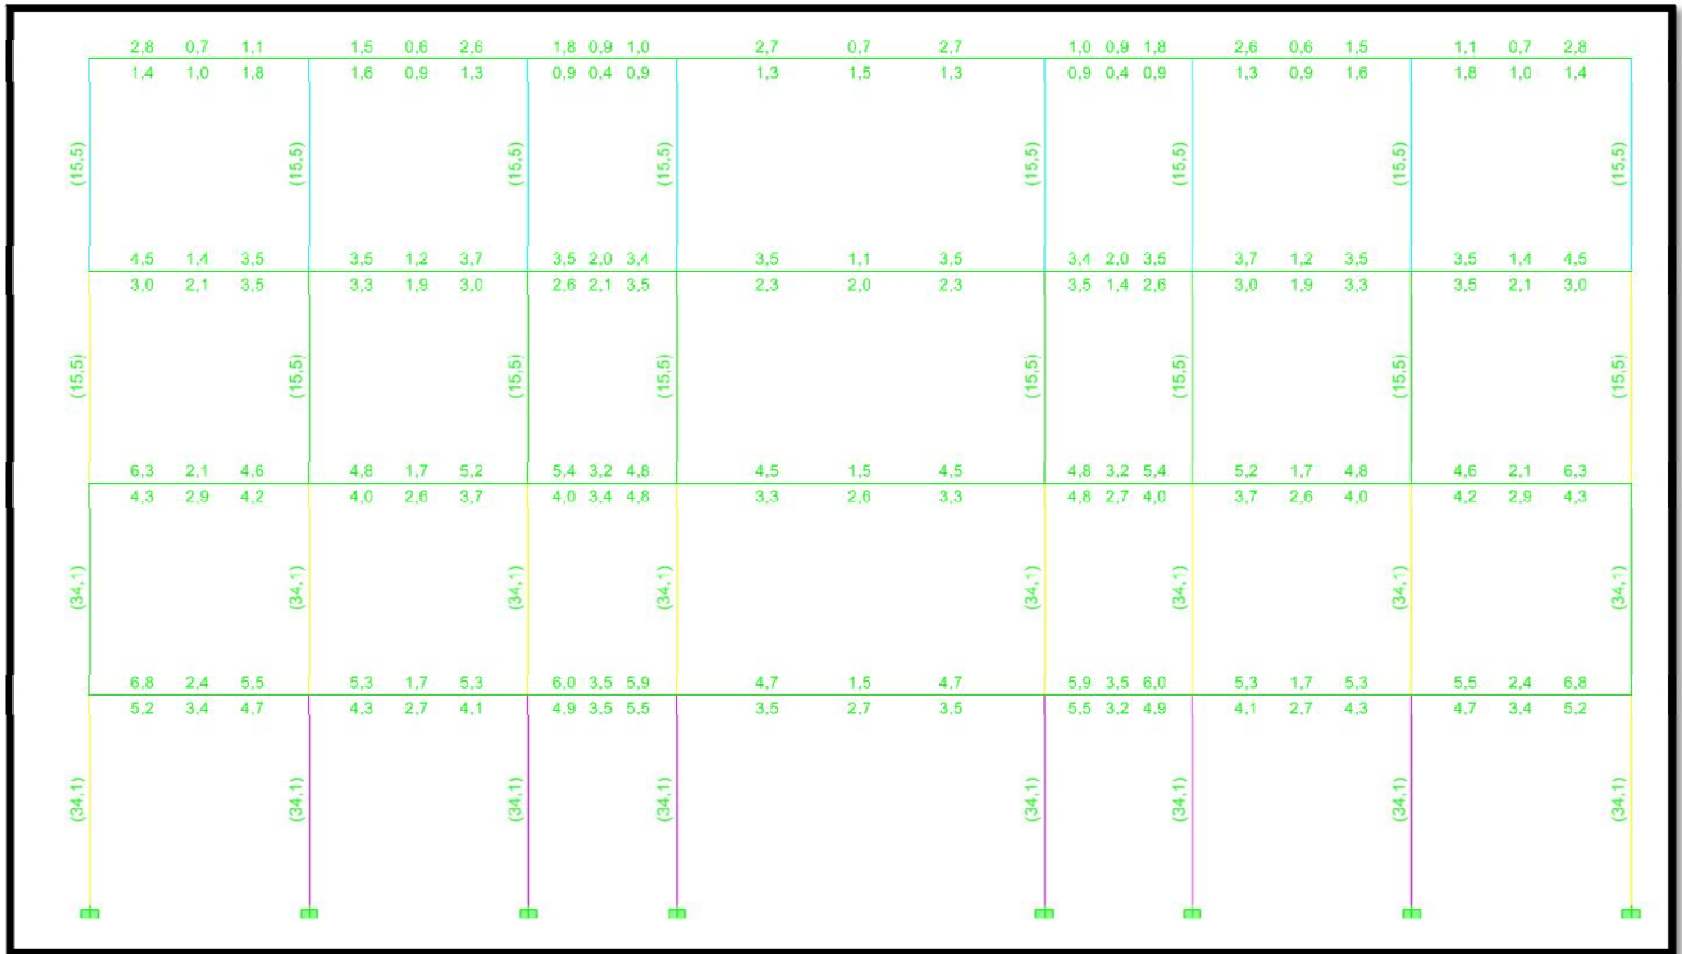 2,8 0,7 1,1 1,5 0,6 2,6 1,8 0,9 1,0 2,7 0,7 2,7 1,0 0,9 1,8 2,6 0,6 1,5 1,1 0,7 2,8
1,4 1,0 1,8 1,6 0,9 1,3 0,9 0,4 0,9 1,3 1,5 1,3 0,9 0,4 0,9 1,3 0,9 1,6 1,8 1,0 1,4
(15,5) (15,5) (15,5) (15,5) (15,5) (15,5) (15,5) (15,5)
4,5 1,4 3,5 3,5 1,2 3,7 3,5 2,0 3,4 3,5 1,1 3,5 3,4 2,0 3,5 3,7 1,2 3,5 3,5 1,4 4,5
3,0 2,1 3,5 3,3 1,9 3,0 2,6 2,1 3,5 2,3 2,0 2,3 3,5 1,4 2,6 3,0 1,9 3,3 3,5 2,1 3,0
(15,5) (15,5) (15,5) (15,5) (15,5) (15,5) (15,5) (15,5)
6,3 2,1 4,6 4,8 1,7 5,2 5,4 3,2 4,8 4,5 1,5 4,5 4,8 3,2 5,4 5,2 1,7 4,8 4,6 2,1 6,3
4,3 2,9 4,2 4,0 2,6 3,7 4,0 3,4 4,8 3,3 2,6 3,3 4,8 2,7 4,0 3,7 2,6 4,0 4,2 2,9 4,3
(34,1) (34,1) (34,1) (34,1) (34,1) (34,1) (34,1) (34,1)
6,8 2,4 5,5 5,3 1,7 5,3 6,0 3,5 5,9 4,7 1,5 4,7 5,9 3,5 6,0 5,3 1,7 5,3 5,5 2,4 6,8
5,2 3,4 4,7 4,3 2,7 4,1 4,9 3,5 5,5 3,5 2,7 3,5 5,5 3,2 4,9 4,1 2,7 4,3 4,7 3,4 5,2
(34,1) (34,1) (34,1) (34,1) (34,1) (34,1) (34,1) (34,1)